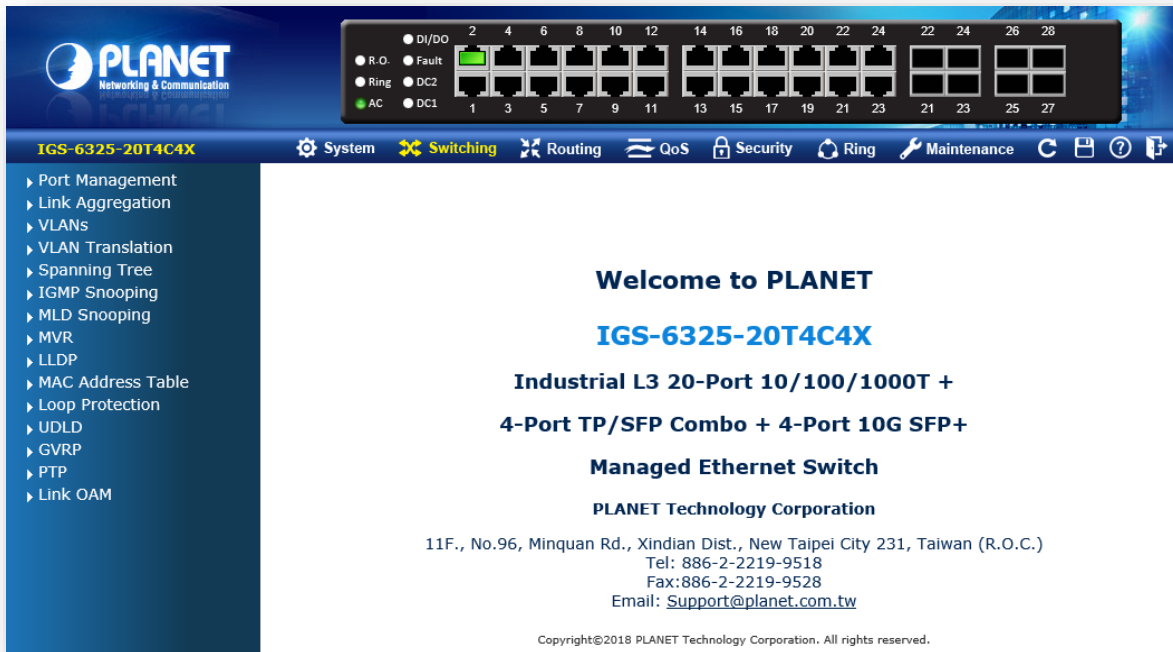 PLANET
Networking & Communication
DI/DO
R.O. Fault
Ring DC2
AC DC1
2 4 6 8 10 12 14 16 18 20 22 24 22 24 26 28
1 3 5 7 9 11 13 15 17 19 21 23 21 23 25 27
IGS-6325-20T4C4X
System Switching Routing QoS Security Ring Maintenance
Port Management
Link Aggregation
VLANs
VLAN Translation
Spanning Tree
IGMP Snooping
MLD Snooping
MVR
LLDP
MAC Address Table
Loop Protection
UDLD
GVRP
PTP
Link OAM
Welcome to PLANET
IGS-6325-20T4C4X
Industrial L3 20-Port 10/100/1000T +
4-Port TP/SFP Combo + 4-Port 10G SFP+
Managed Ethernet Switch
PLANET Technology Corporation
11F., No.96, Minquan Rd., Xindian Dist., New Taipei City 231, Taiwan (R.O.C.)
Tel: 886-2-2219-9518
Fax:886-2-2219-9528
Email: Support@planet.com.tw
Copyright©2018 PLANET Technology Corporation. All rights reserved.